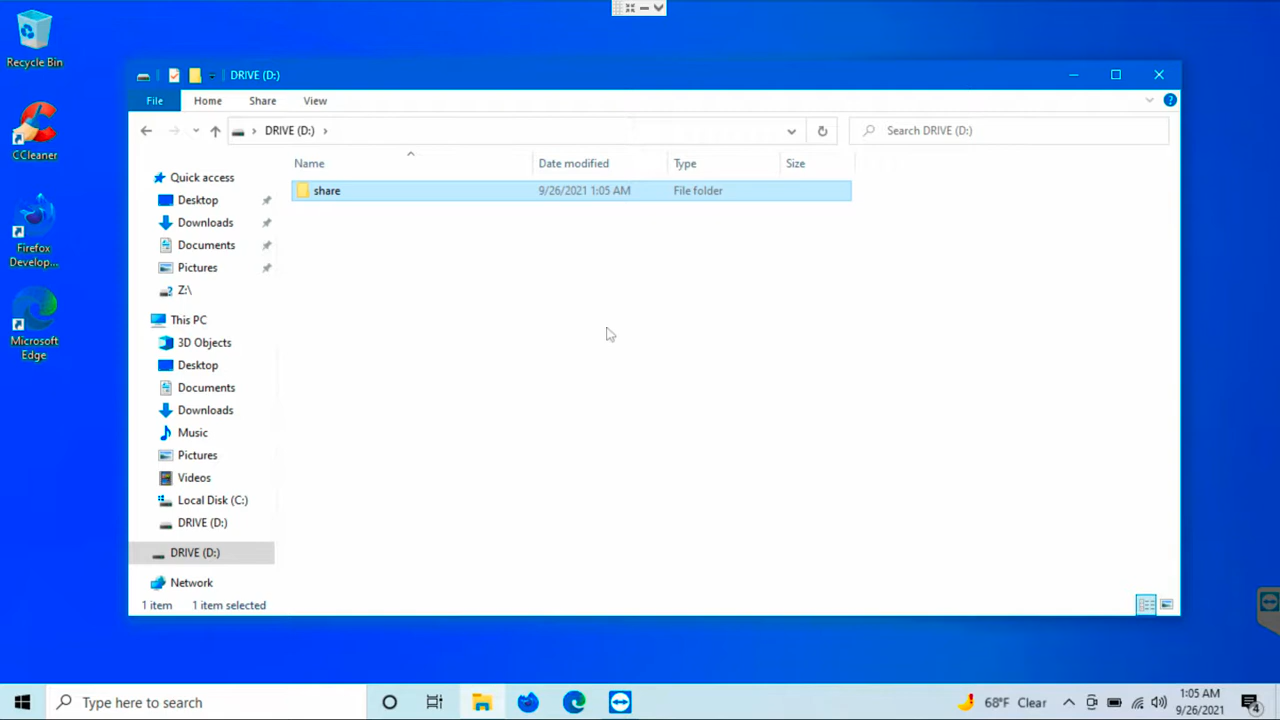 Recycle Bin
CCleaner
Firefox
Develop...
Microsoft
Edge
DRIVE (D:)
File Home Share View
DRIVE (D:)
Search DRIVE (D:)
Name Date modified Type Size
share 9/26/2021 1:05 AM File folder
Quick access
Desktop
Downloads
Documents
Pictures
Z:\
This PC
3D Objects
Desktop
Documents
Downloads
Music
Pictures
Videos
Local Disk (C:)
DRIVE (D:)
DRIVE (D:)
Network
1 item 1 item selected
Type here to search
68°F Clear
1:05 AM
9/26/2021
4